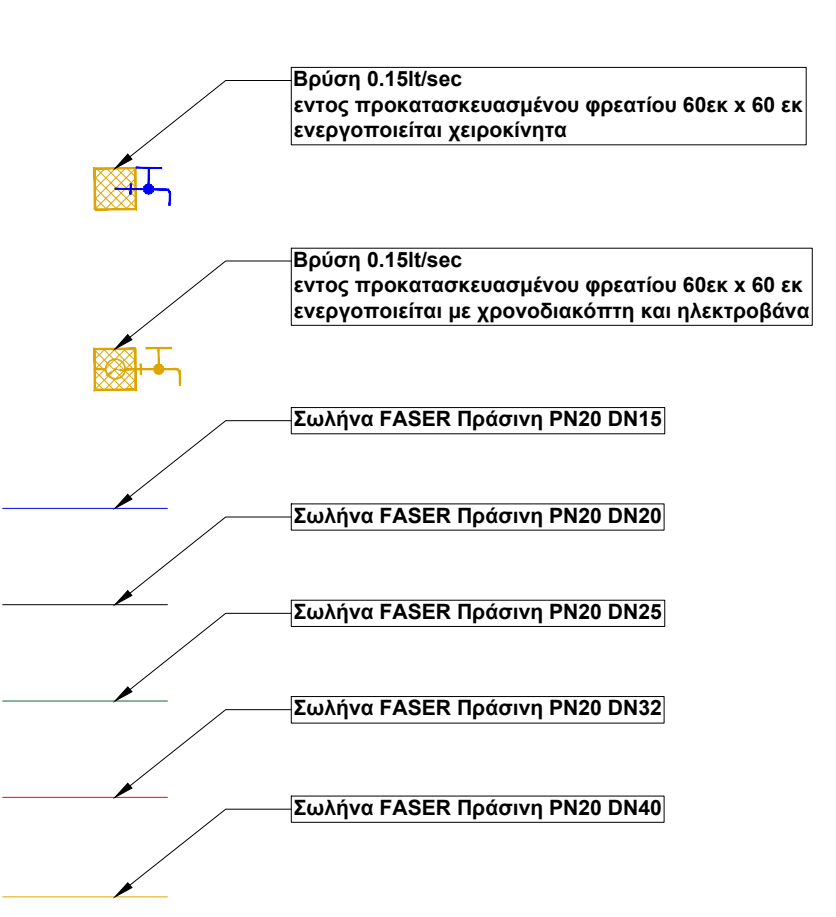 Βρύση 0.15lt/sec
εντος προκατασκευασμένου φρεατίου 60εκ x 60 εκ
ενεργοποιείται χειροκίνητα
Βρύση 0.15lt/sec
εντος προκατασκευασμένου φρεατίου 60εκ x 60 εκ
ενεργοποιείται με χρονοδιακόπτη και ηλεκτροβάνα
Σωλήνα FASER Πράσινη PN20 DN15
Σωλήνα FASER Πράσινη PN20 DN20
Σωλήνα FASER Πράσινη PN20 DN25
Σωλήνα FASER Πράσινη PN20 DN32
Σωλήνα FASER Πράσινη PN20 DN40